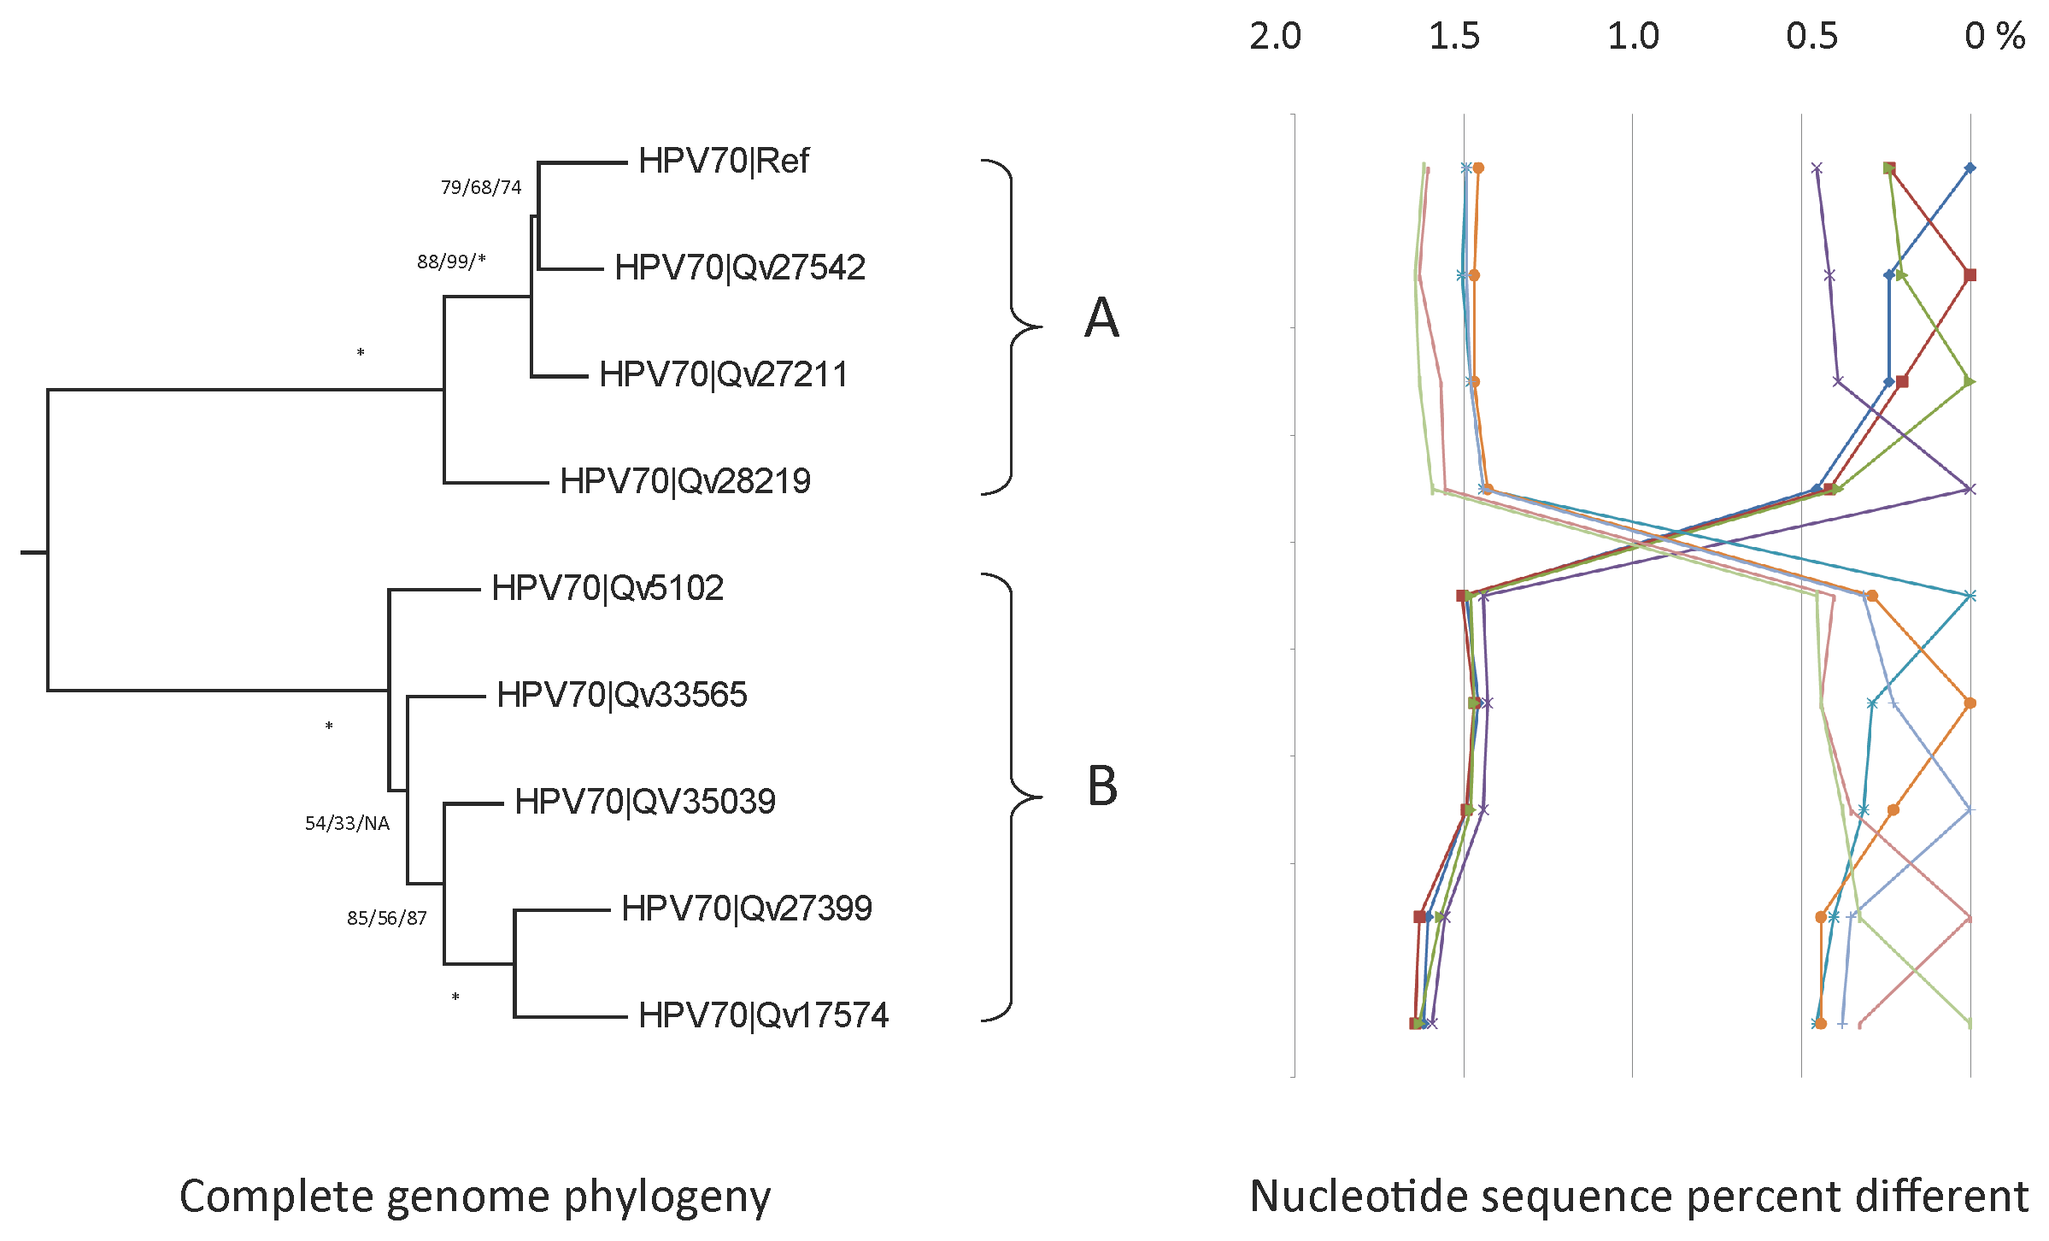 2.0 1.5 1.0 0.5 0 %
HPV70|Ref
79/68/74
88/99/*
HPV70|Qv27542
*
HPV70|Qv27211
A
HPV70|Qv28219
HPV70|Qv5102
HPV70|Qv33565
*
HPV70|QV35039
B
54/33/NA
HPV70|Qv27399
85/56/87
*
HPV70|Qv17574
Complete genome phylogeny
Nucleotide sequence percent different